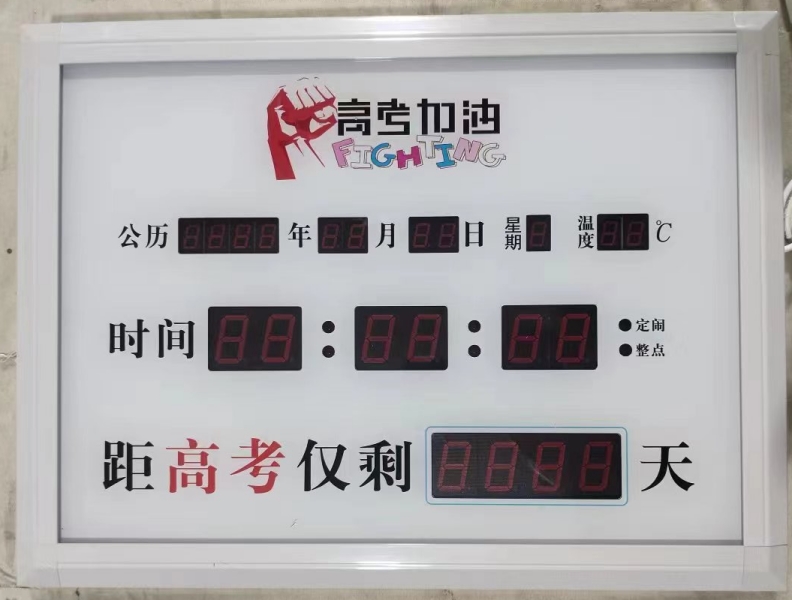 高考加油
FIGHTING
公历 年 月 日 星期 温度 ℃
时间 : : 定闹
整点
距高考仅剩 天